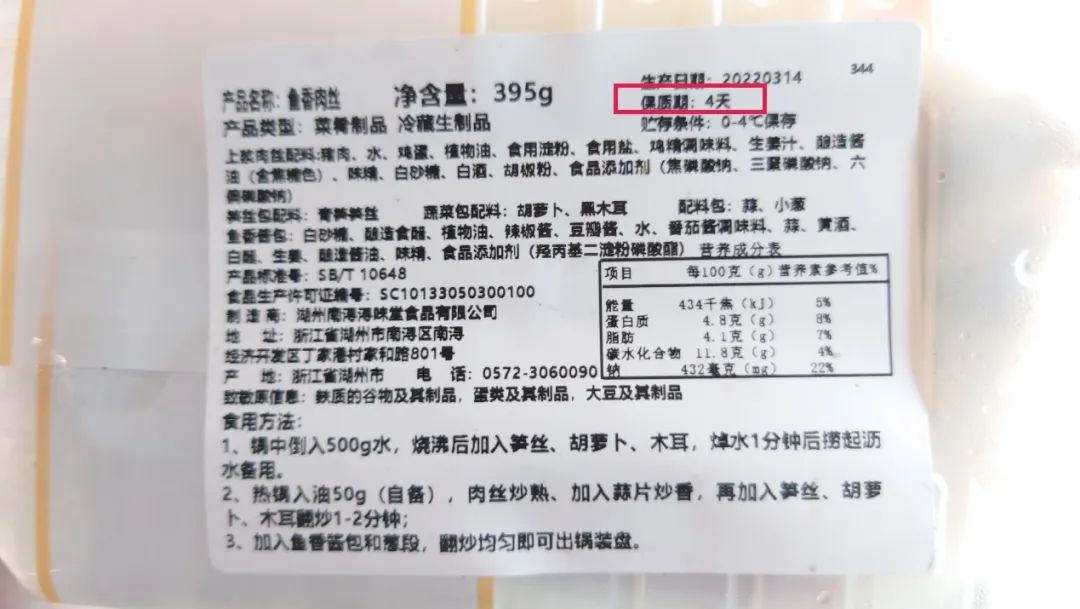 产品名称：鱼香肉丝 净含量：395g 生产日期：20220314 344
保质期：4天
产品类型：菜肴制品 冷藏生制品 贮存条件：0-4℃保存
上浆肉丝配料:猪肉、水、鸡蛋、植物油、食用淀粉、食用盐、鸡精调味料、生姜汁、酿造酱
油（含焦糖色）、味精、白砂糖、白酒、胡椒粉、食品添加剂（焦磷酸钠、三聚磷酸钠、六
偏磷酸钠）
笋丝包配料：青笋笋丝 蔬菜包配料：胡萝卜、黑木耳 配料包：蒜、小葱
鱼香酱包：白砂糖、酿造食醋、植物油、辣椒酱、豆瓣酱、水、番茄酱调味料、蒜、黄酒、
白醋、生姜、酿造酱油、味精、食品添加剂（羟丙基二淀粉磷酸酯）
产品标准号：SB/T 10648
食品生产许可证编号：SC10133050300100
制 造 商：湖州南浔浔味堂食品有限公司
地 址：浙江省湖州市南浔区南浔
经济开发区丁家港村家和路801号
产 地：浙江省湖州市 电 话：0572-3060090
营养成分表
项目 每100克（g）营养素参考值%
能量 434千焦（kJ） 5%
蛋白质 4.8克（g） 8%
脂肪 4.1克（g） 7%
碳水化合物 11.8克（g） 4%
钠 432毫克（mg） 22%
致敏原信息：麸质的谷物及其制品，蛋类及其制品，大豆及其制品
食用方法：
1、锅中倒入500g水，烧沸后加入笋丝、胡萝卜、木耳，焯水1分钟后捞起沥
水备用。
2、热锅入油50g（自备），肉丝炒熟、加入蒜片炒香，再加入笋丝、胡萝
卜、木耳翻炒1-2分钟；
3、加入鱼香酱包和葱段，翻炒均匀即可出锅装盘。